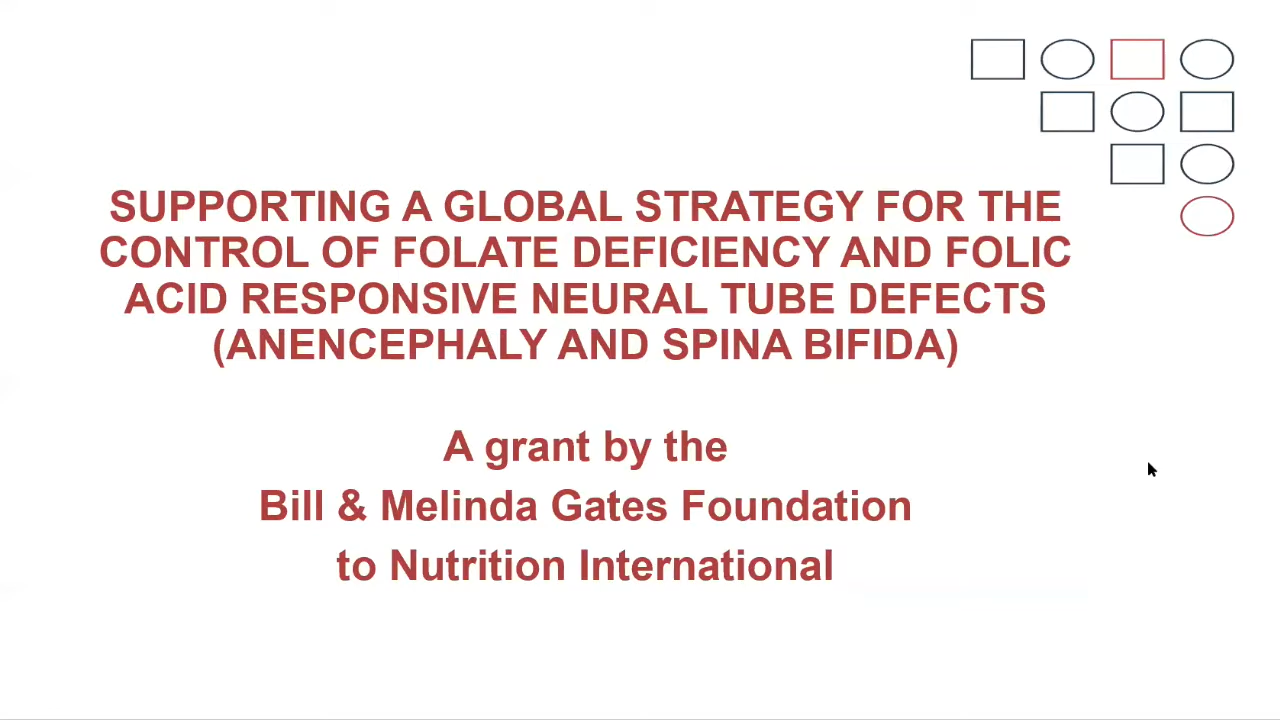 SUPPORTING A GLOBAL STRATEGY FOR THE
CONTROL OF FOLATE DEFICIENCY AND FOLIC
ACID RESPONSIVE NEURAL TUBE DEFECTS
(ANENCEPHALY AND SPINA BIFIDA)
A grant by the
Bill & Melinda Gates Foundation
to Nutrition International